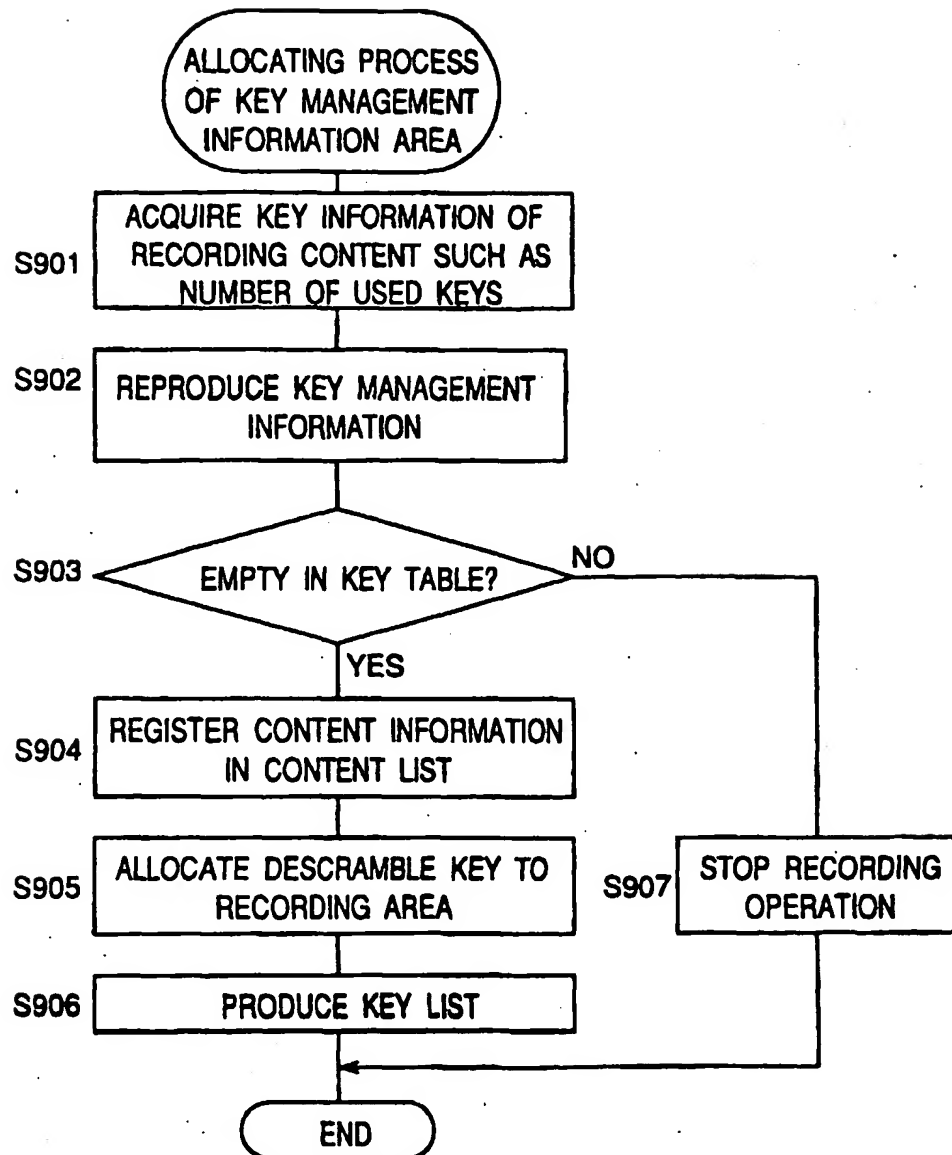 ALLOCATING PROCESS
OF KEY MANAGEMENT
INFORMATION AREA
S901
ACQUIRE KEY INFORMATION OF
RECORDING CONTENT SUCH AS
NUMBER OF USED KEYS
S902
REPRODUCE KEY MANAGEMENT
INFORMATION
S903
EMPTY IN KEY TABLE?
NO
YES
S904
REGISTER CONTENT INFORMATION
IN CONTENT LIST
S905
ALLOCATE DESCRAMBLE KEY TO
RECORDING AREA
S907
STOP RECORDING
OPERATION
S906
PRODUCE KEY LIST
END